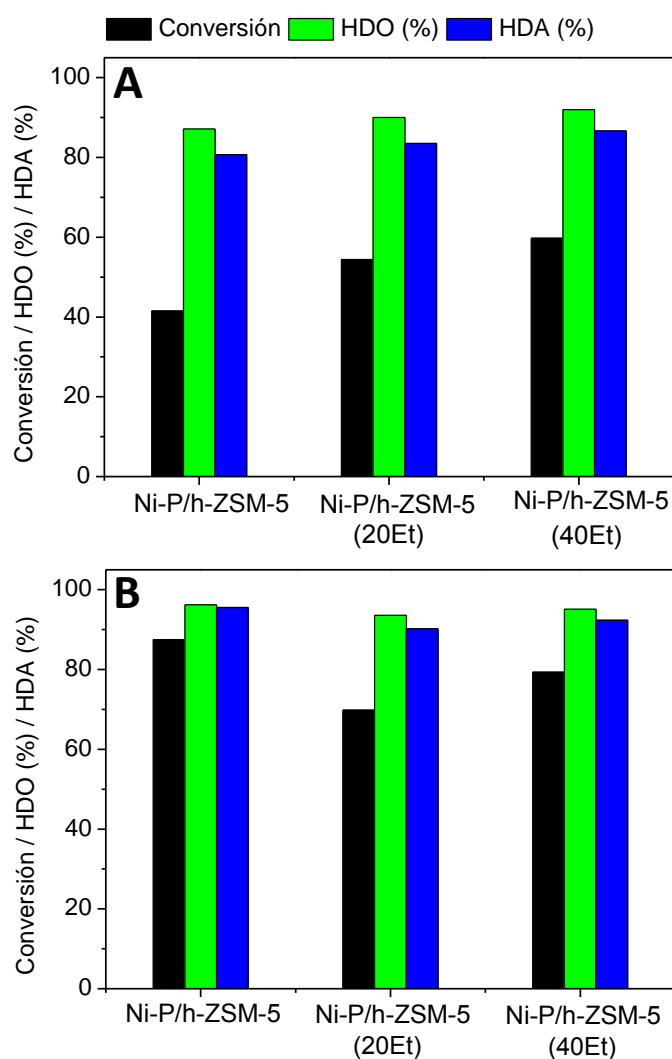 Conversión HDO (%) HDA (%)
A
Conversión / HDO (%) / HDA (%)
100
80
60
40
20
0
Ni-P/h-ZSM-5 Ni-P/h-ZSM-5 Ni-P/h-ZSM-5
(20Et) (40Et)
B
Conversión / HDO (%) / HDA (%)
100
80
60
40
20
0
Ni-P/h-ZSM-5 Ni-P/h-ZSM-5 Ni-P/h-ZSM-5
(20Et) (40Et)